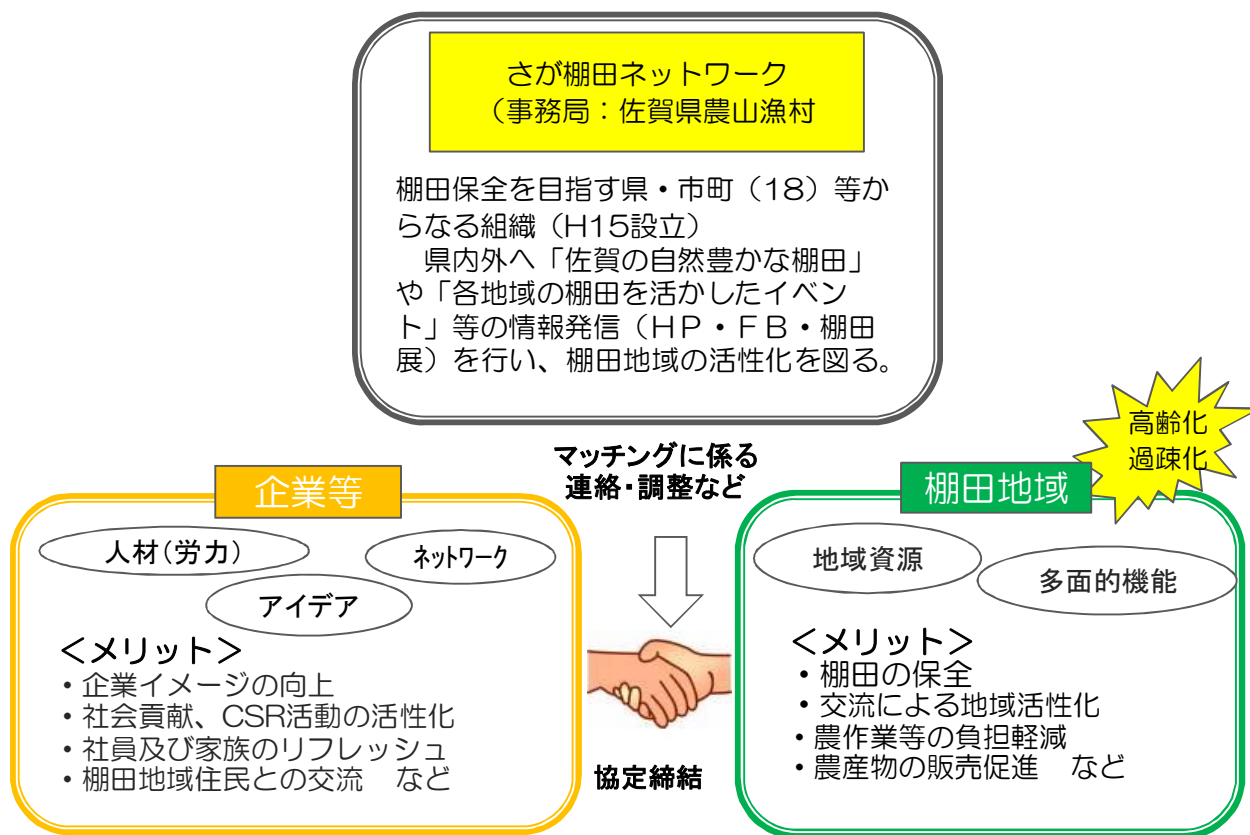 さが棚田ネットワーク
（事務局：佐賀県農山漁村
棚田保全を目指す県・市町（18）等か
らなる組織（H15設立）
　県内外へ「佐賀の自然豊かな棚田」
や「各地域の棚田を活かしたイベン
ト」等の情報発信（ＨＰ・ＦＢ・棚田
展）を行い、棚田地域の活性化を図る。
マッチングに係る
連絡・調整など
企業等
人材（労力）
ネットワーク
アイデア
＜メリット＞
・企業イメージの向上
・社会貢献、CSR活動の活性化
・社員及び家族のリフレッシュ
・棚田地域住民との交流　など
協定締結
高齢化
過疎化
棚田地域
地域資源
多面的機能
＜メリット＞
・棚田の保全
・交流による地域活性化
・農作業等の負担軽減
・農産物の販売促進　など